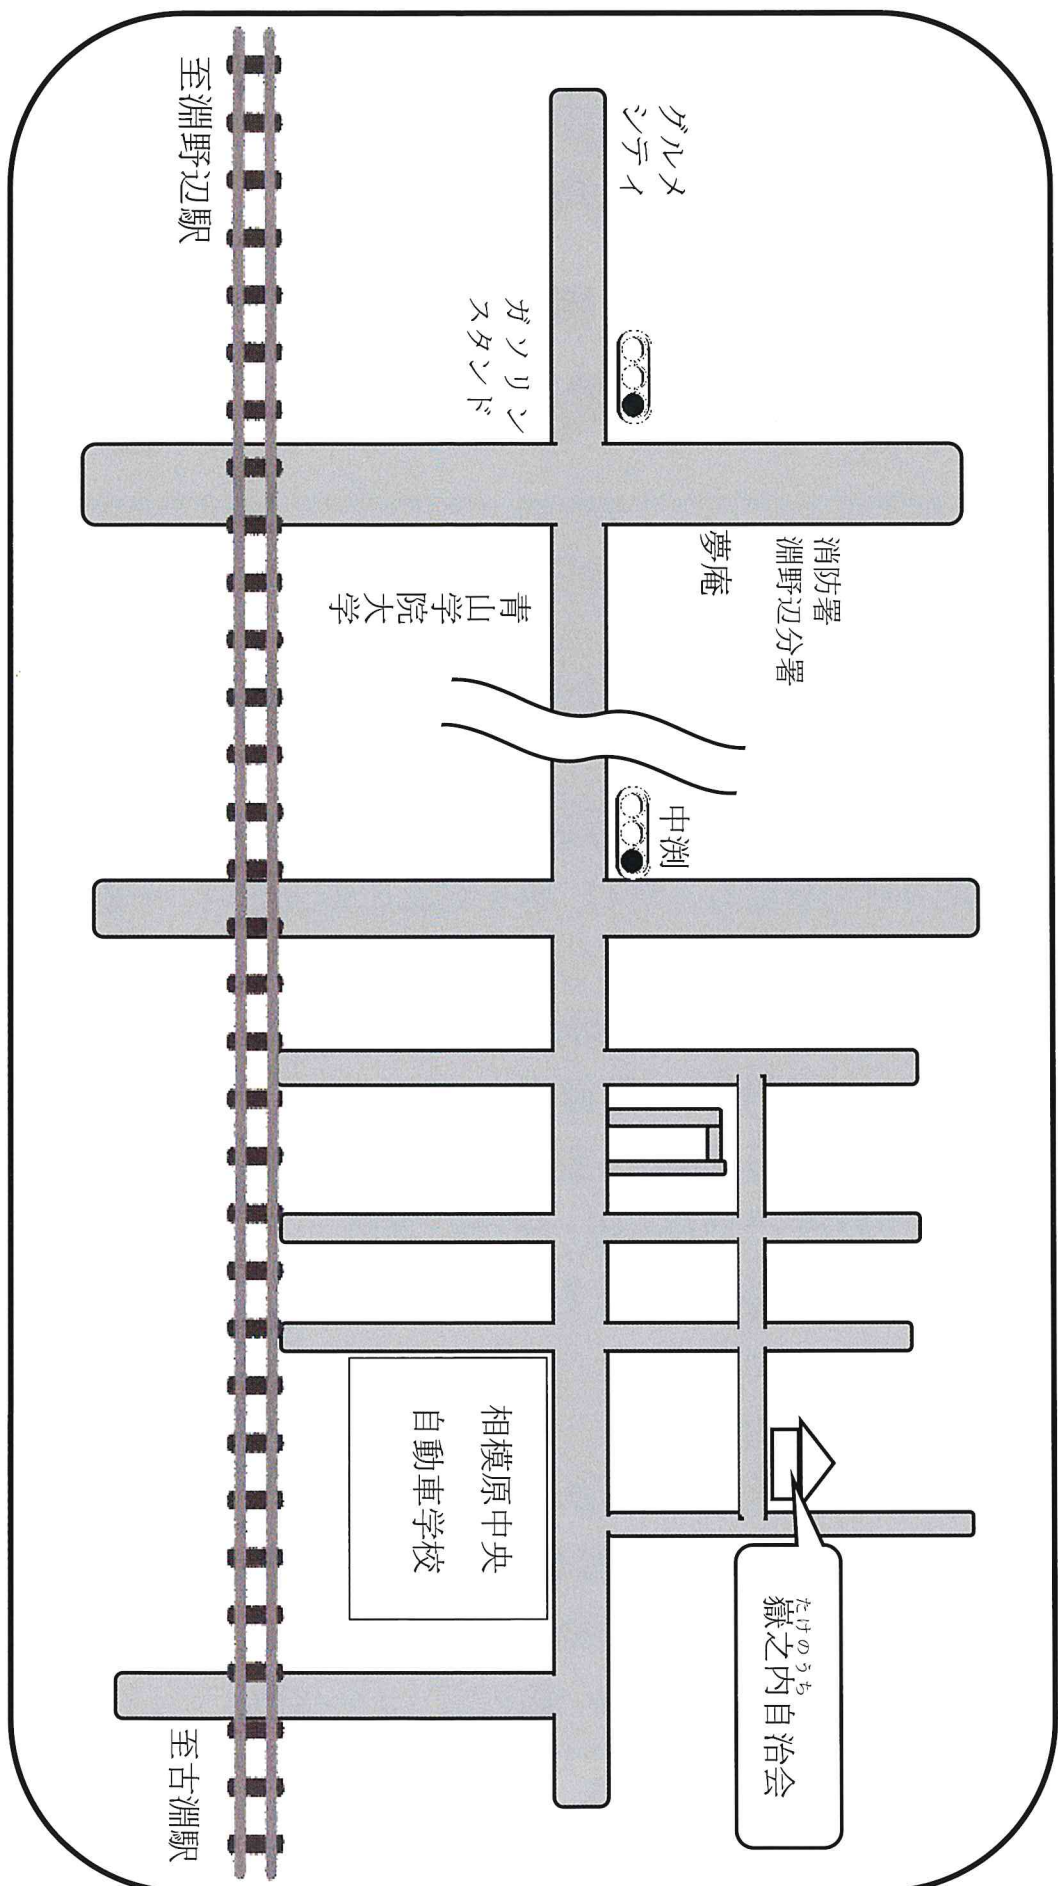 グルメ
シティ
消防署
淵野辺分署
夢庵
中渕
たけのうち
嶽之内自治会
ガソリン
スタンド
青山学院大学
相模原中央
自動車学校
至淵野辺駅
至古淵駅